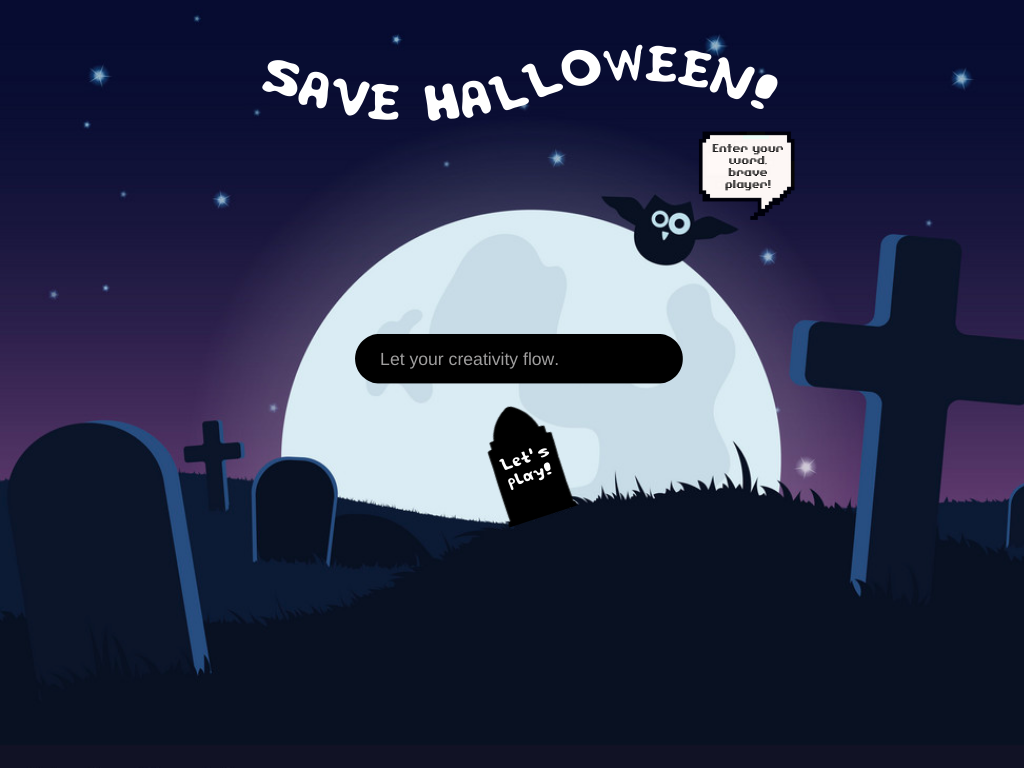 SAVE HALLOWEEN!
Enter your
word,
brave
player!
Let your creativity flow.
Let's
play!